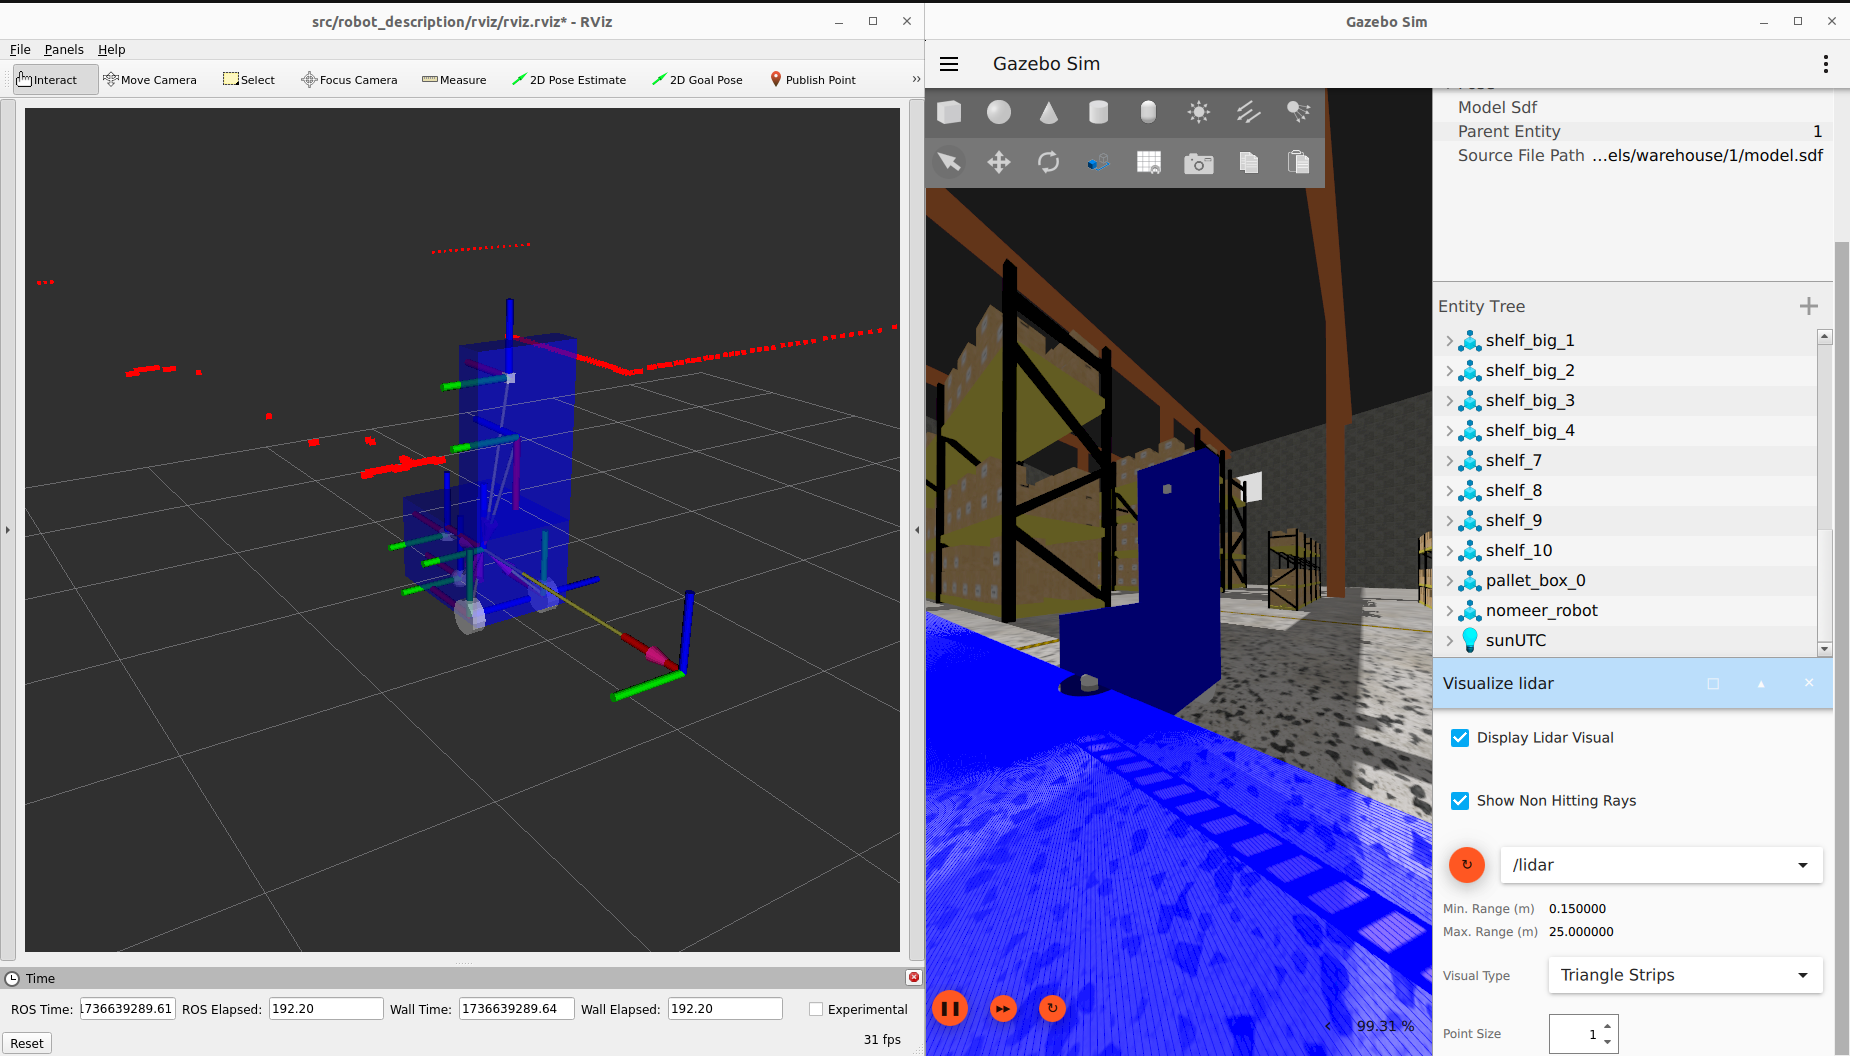 src/robot_description/rviz/rviz.rviz* - RViz
File Panels Help
Interact Move Camera Select Focus Camera Measure 2D Pose Estimate 2D Goal Pose Publish Point »
Time
ROS Time: 1736639289.61 ROS Elapsed: 192.20 Wall Time: 1736639289.64 Wall Elapsed: 192.20 Experimental
Reset
31 fps
Gazebo Sim
Gazebo Sim
Model Sdf
Parent Entity 1
Source File Path ...els/warehouse/1/model.sdf
Entity Tree
shelf_big_1
shelf_big_2
shelf_big_3
shelf_big_4
shelf_7
shelf_8
shelf_9
shelf_10
pallet_box_0
nomeer_robot
sunUTC
Visualize lidar
Display Lidar Visual
Show Non Hitting Rays
/lidar
Min. Range (m) 0.150000
Max. Range (m) 25.000000
Visual Type Triangle Strips
Point Size 1
99.31 %